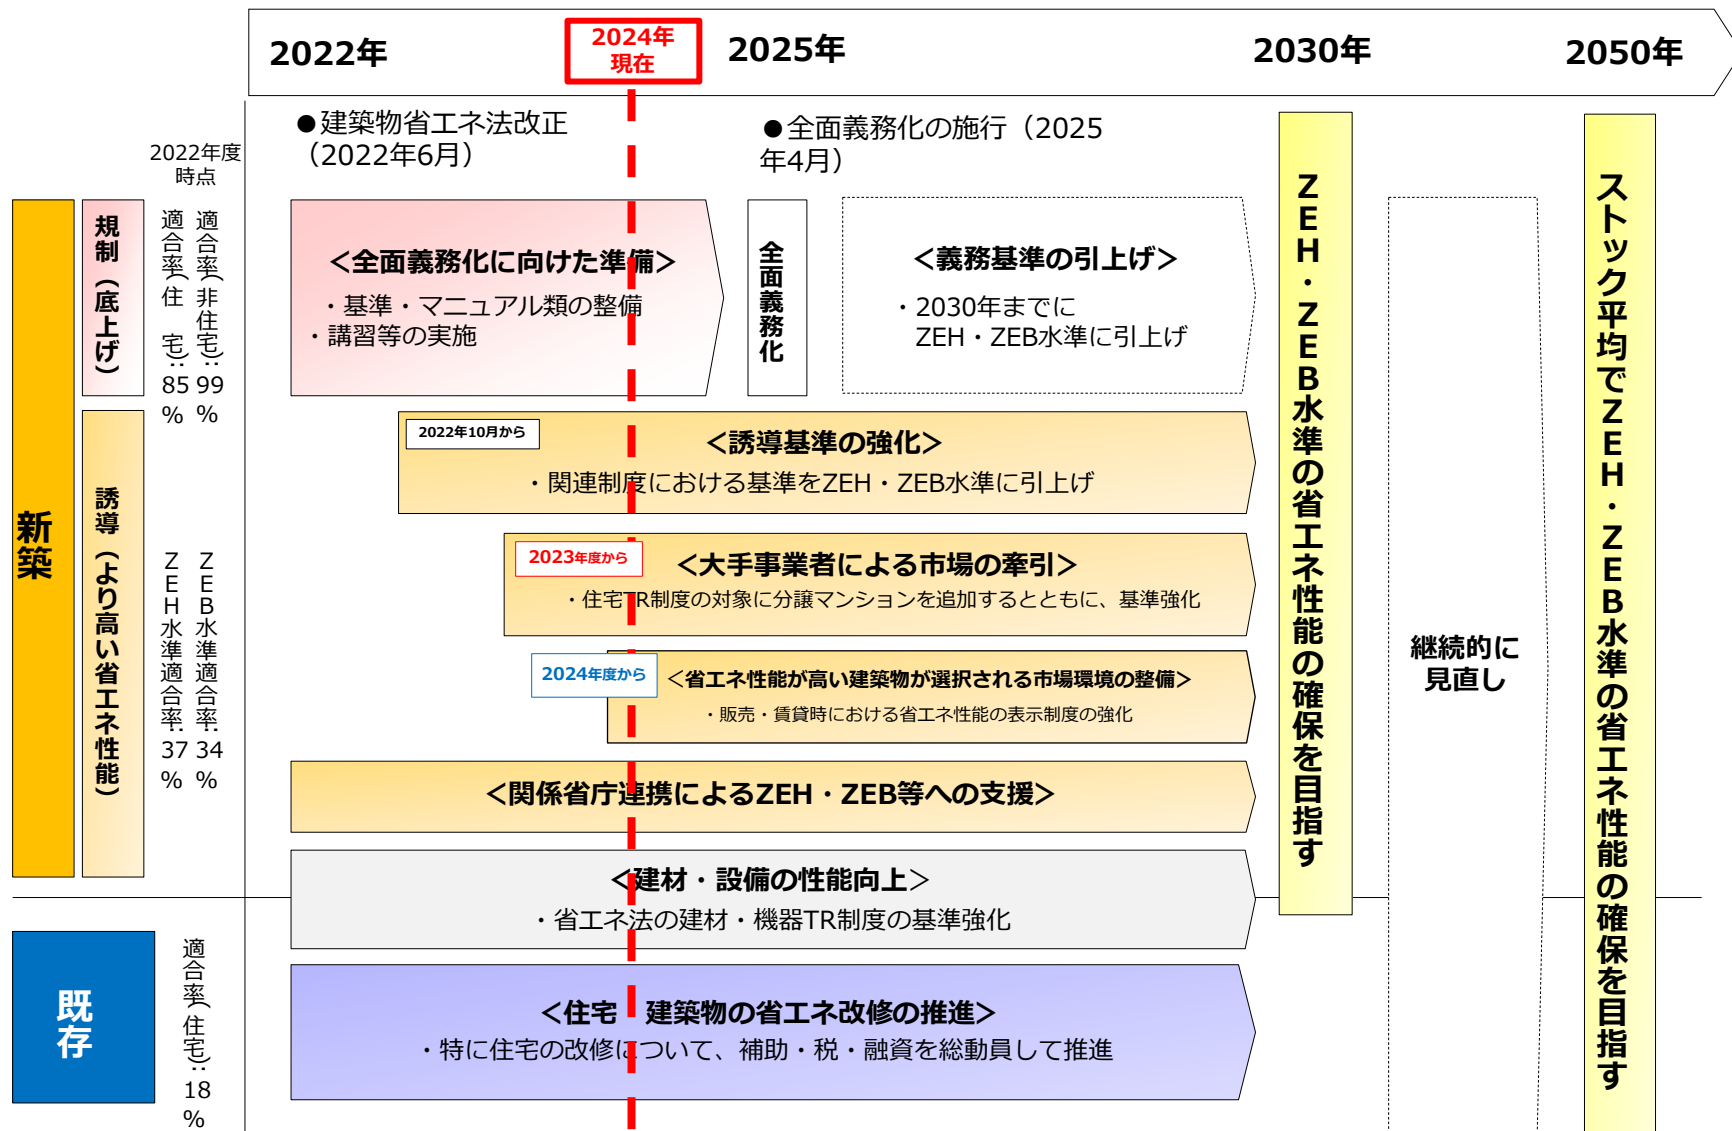 2022年
2024年
現在
2025年
2030年
2050年
●建築物省エネ法改正
（2022年6月）
●全面義務化の施行（2025
年4月）
2022年度
時点
新築
規制（底上げ）
適合率(住　宅)：85%
適合率(非住宅)：99%
＜全面義務化に向けた準備＞
・基準・マニュアル類の整備
・講習等の実施
全面義務化
＜義務基準の引上げ＞
・2030年までに
ZEH・ZEB水準に引上げ
誘導（より高い省エネ性能）
ZEH水準適合率：37%
ZEB水準適合率：34%
2022年10月から
＜誘導基準の強化＞
・関連制度における基準をZEH・ZEB水準に引上げ
2023年度から
＜大手事業者による市場の牽引＞
・住宅TR制度の対象に分譲マンションを追加するとともに、基準強化
2024年度から
＜省エネ性能が高い建築物が選択される市場環境の整備＞
・販売・賃貸時における省エネ性能の表示制度の強化
＜関係省庁連携によるZEH・ZEB等への支援＞
＜建材・設備の性能向上＞
・省エネ法の建材・機器TR制度の基準強化
既存
適合率(住宅)：18%
＜住宅・建築物の省エネ改修の推進＞
・特に住宅の改修について、補助・税・融資を総動員して推進
ZEH・ZEB水準の省エネ性能の確保を目指す
継続的に
見直し
ストック平均でZEH・ZEB水準の省エネ性能の確保を目指す